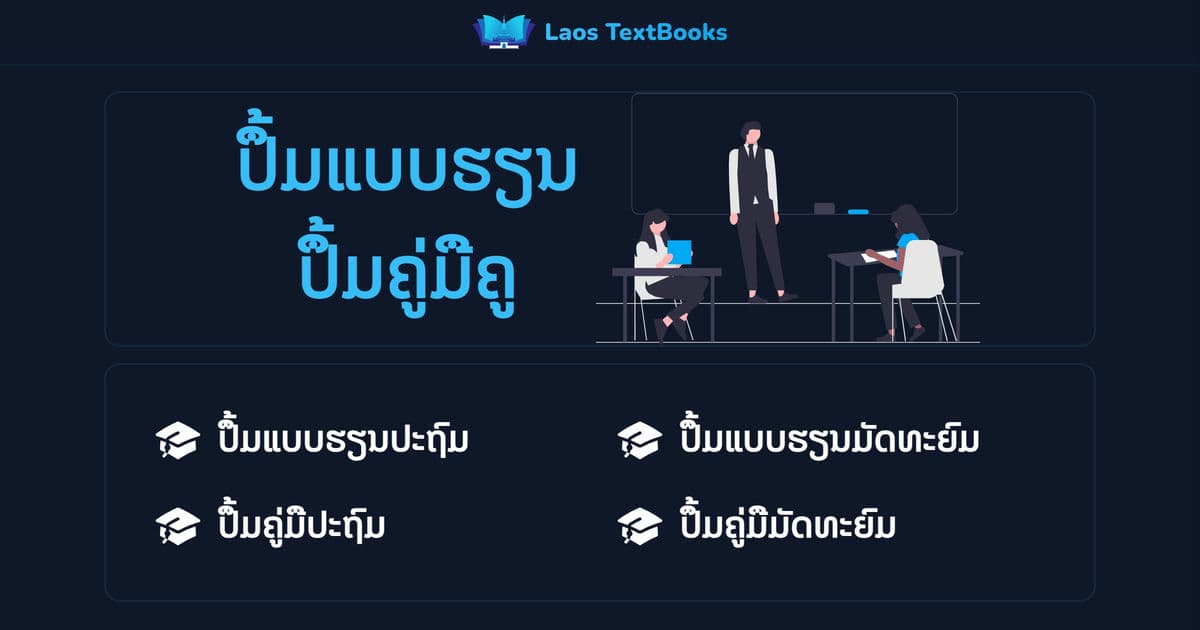 Laos TextBooks
ປຶ້ມແບບຮຽນ
ປຶ້ມຄູ່ມືຄູ
ປຶ້ມແບບຮຽນປະຖົມ
ປຶ້ມແບບຮຽນມັດທະຍົມ
ປຶ້ມຄູ່ມືປະຖົມ
ປຶ້ມຄູ່ມືມັດທະຍົມ